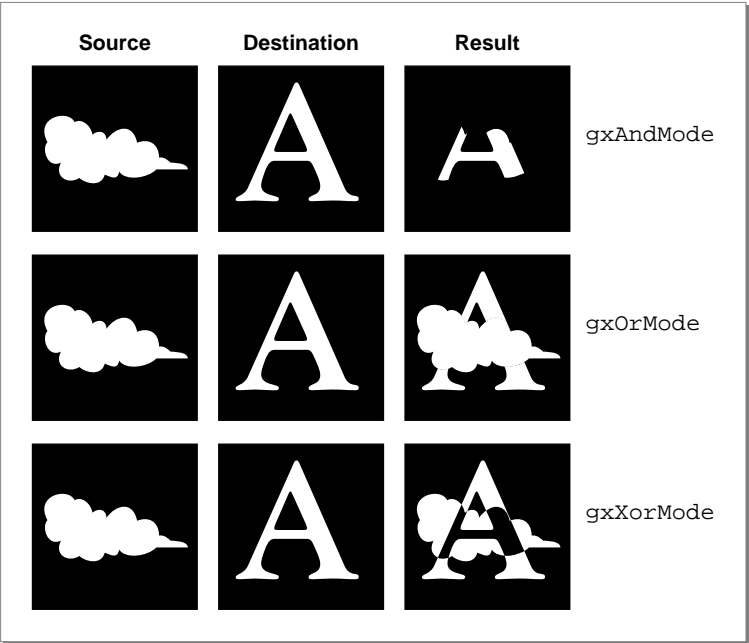 Source Destination Result
A A gxAndMode
A A gxOrMode
A A gxXorMode